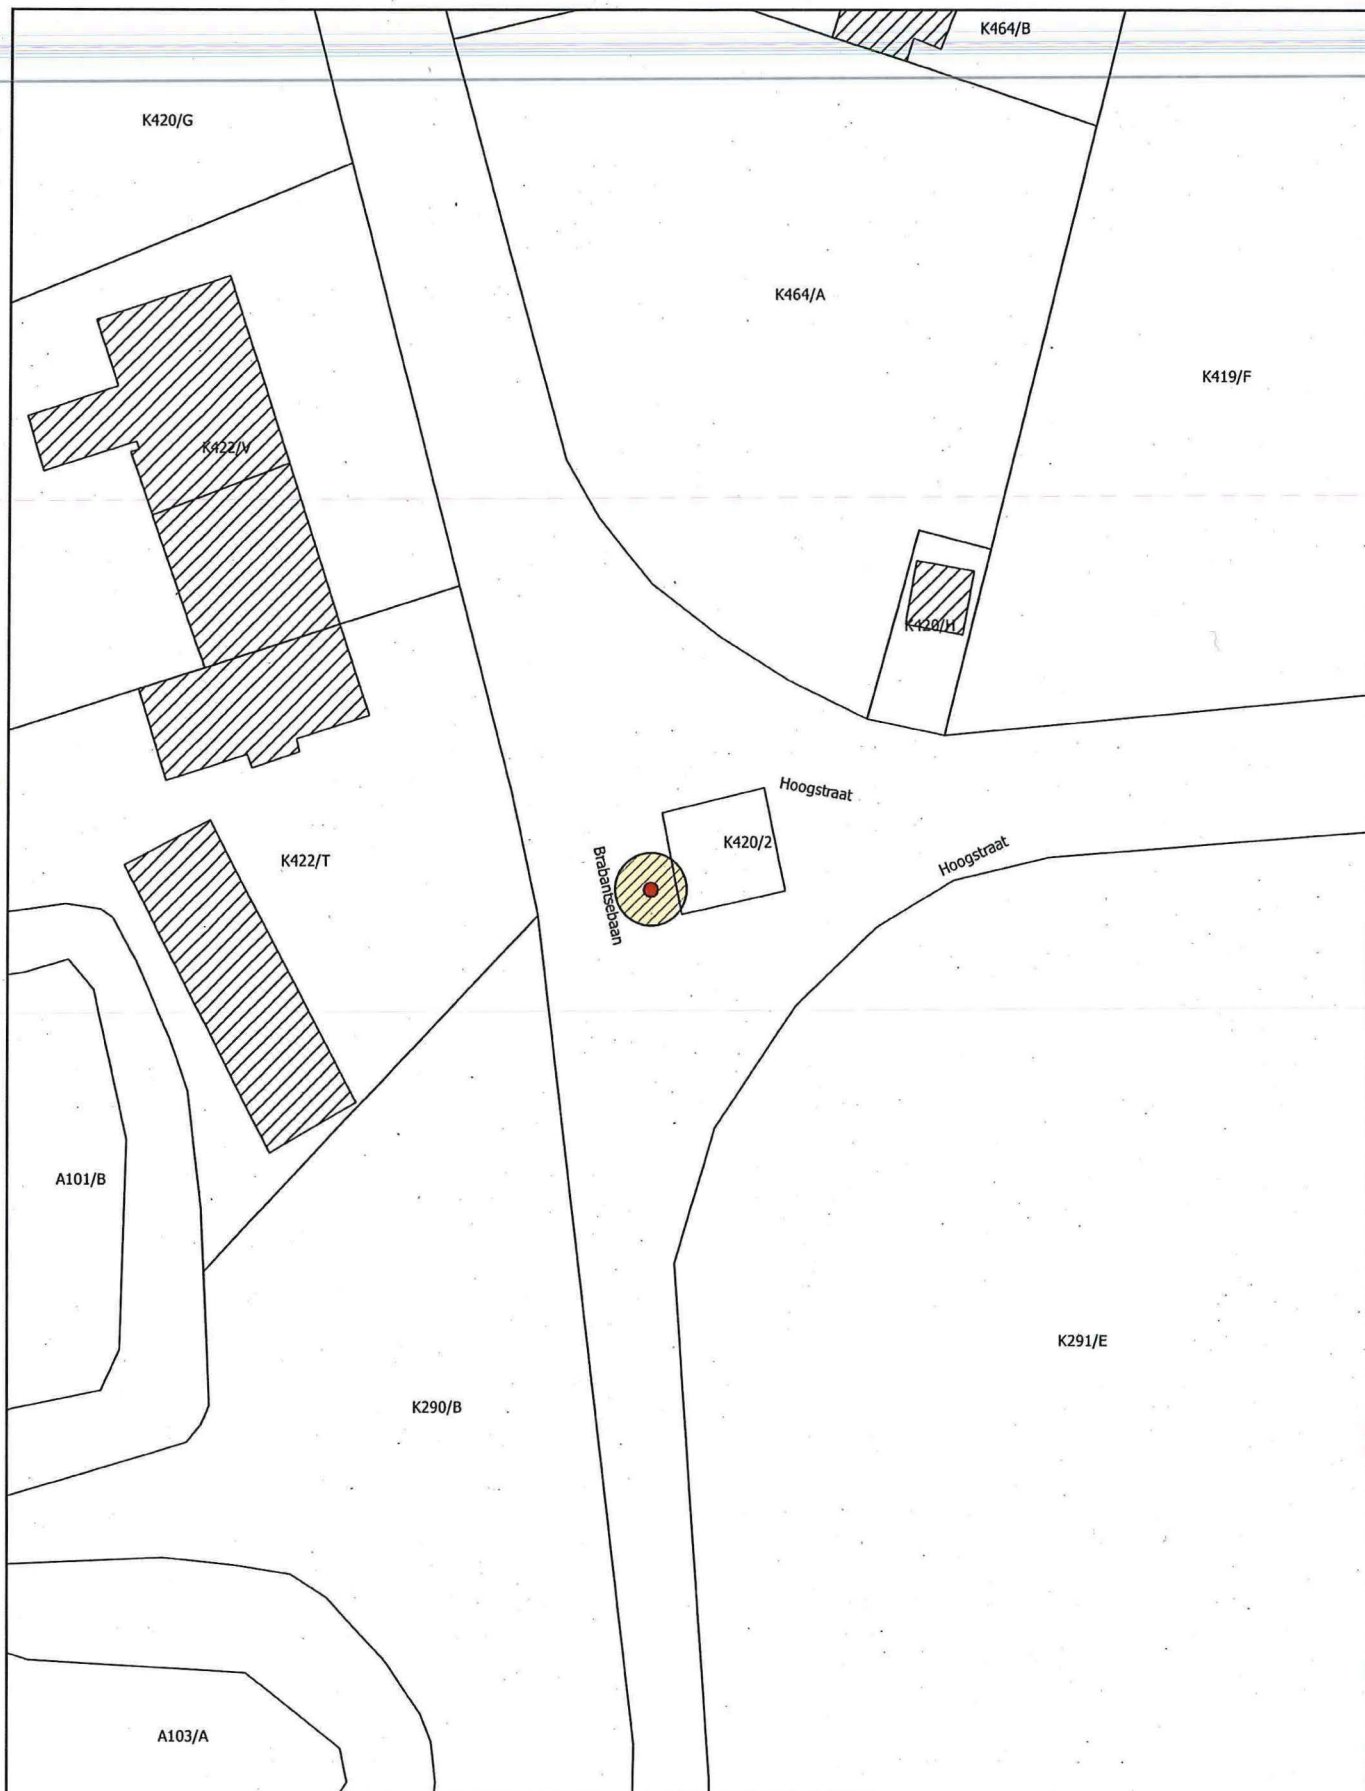 K464/B
K420/G
K464/A
K419/F
K422/V
K420/H
Hoogstraat
K420/2
Hoogstraat
K422/T
Brabantsebaan
A101/B
K291/E
K290/B
A103/A